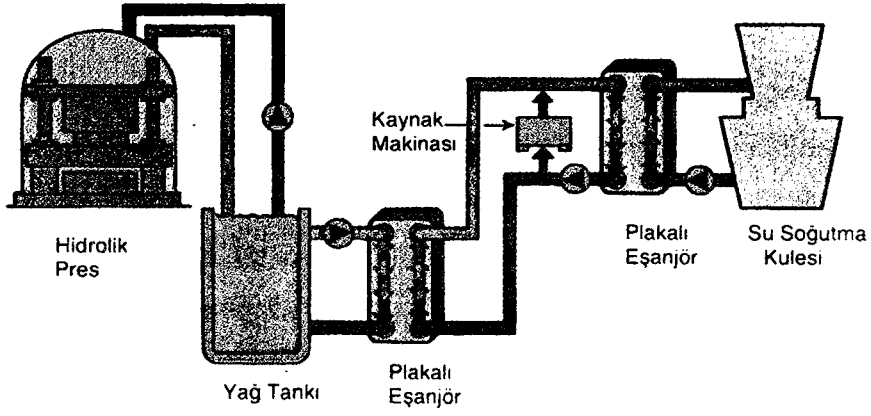 Kaynak
Makinası
Hidrolik
Pres
Plakalı
Eşanjör
Su Soğutma
Kulesi
Yağ Tankı
Plakalı
Eşanjör